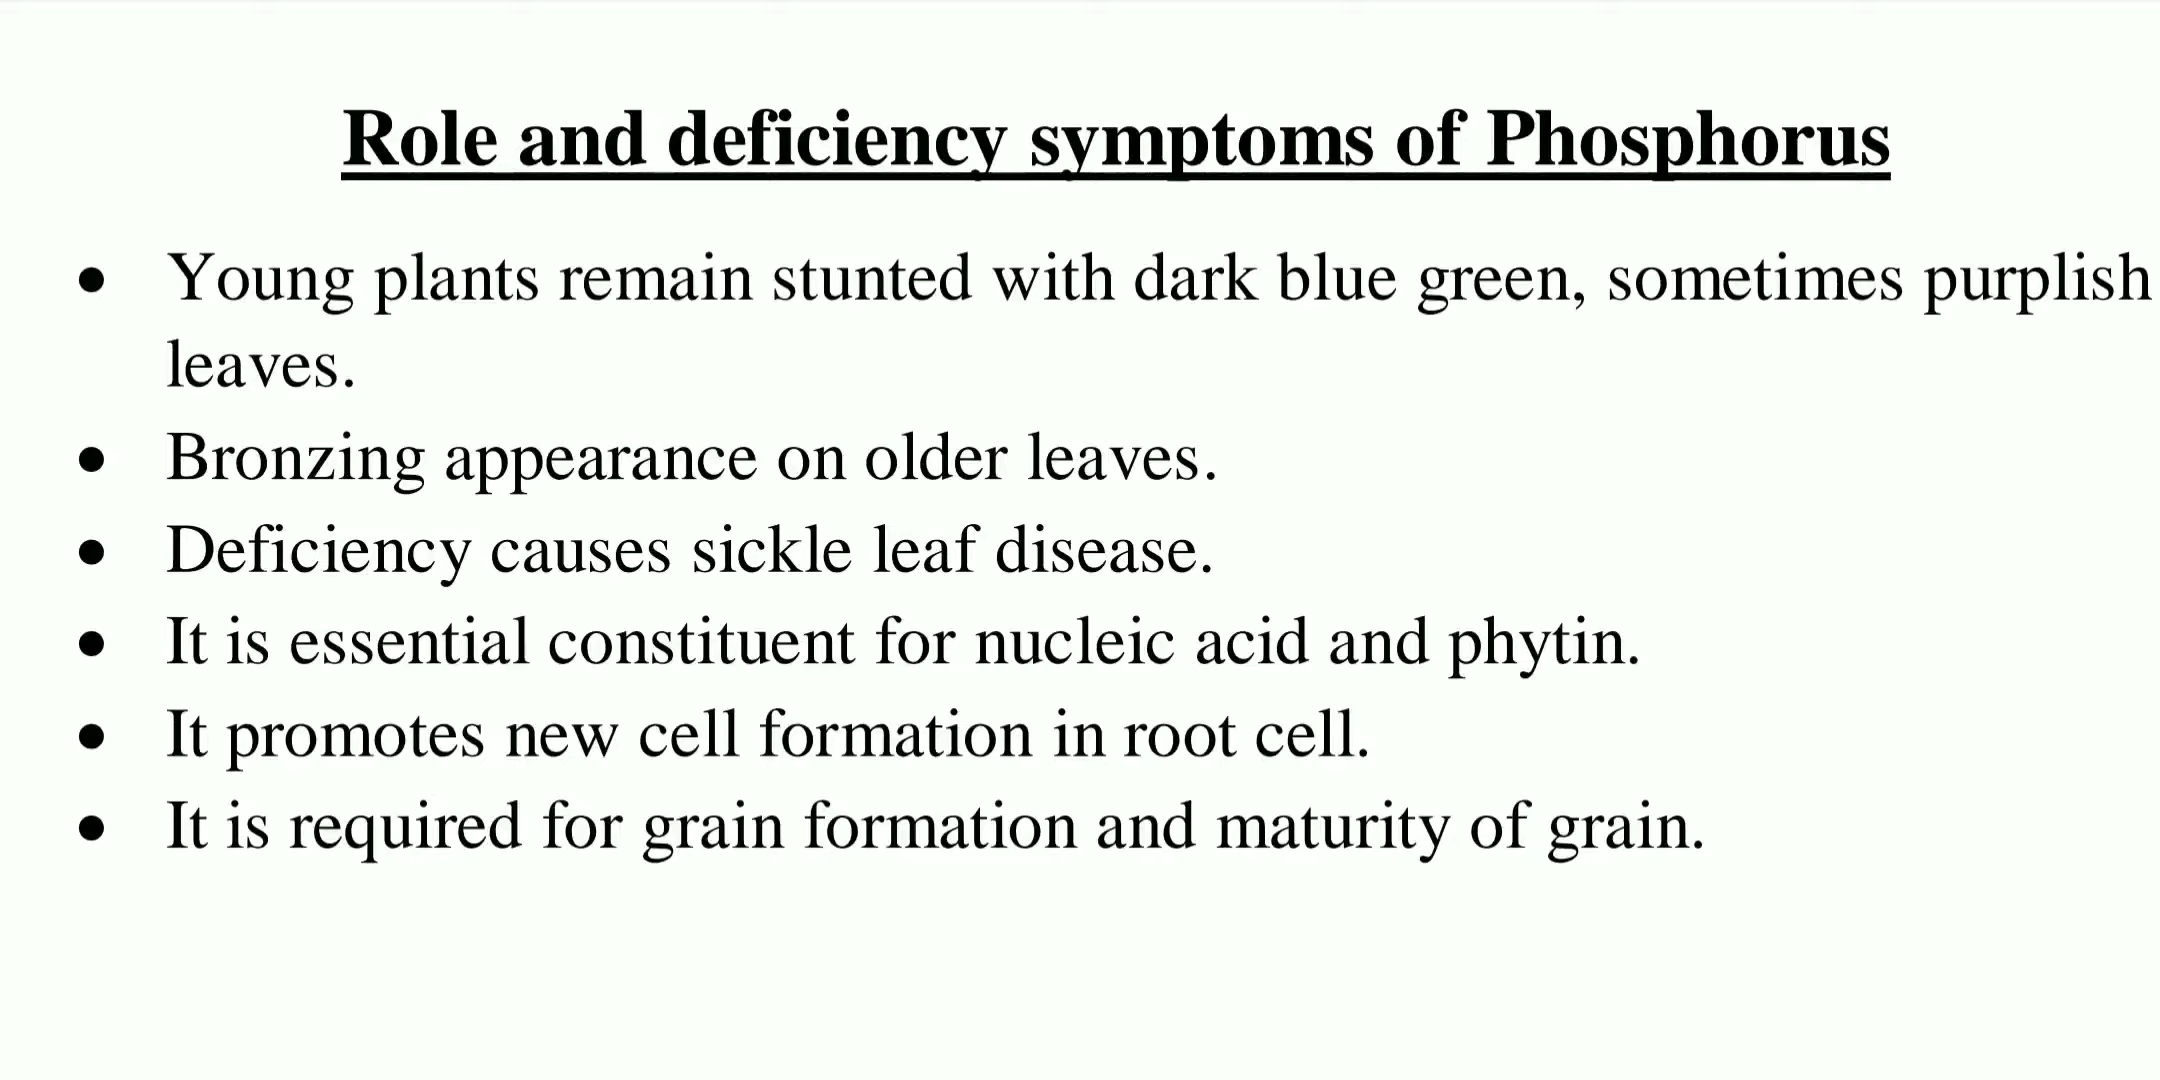 Role and deficiency symptoms of Phosphorus
• Young plants remain stunted with dark blue green, sometimes purplish
leaves.
• Bronzing appearance on older leaves.
• Deficiency causes sickle leaf disease.
• It is essential constituent for nucleic acid and phytin.
• It promotes new cell formation in root cell.
• It is required for grain formation and maturity of grain.